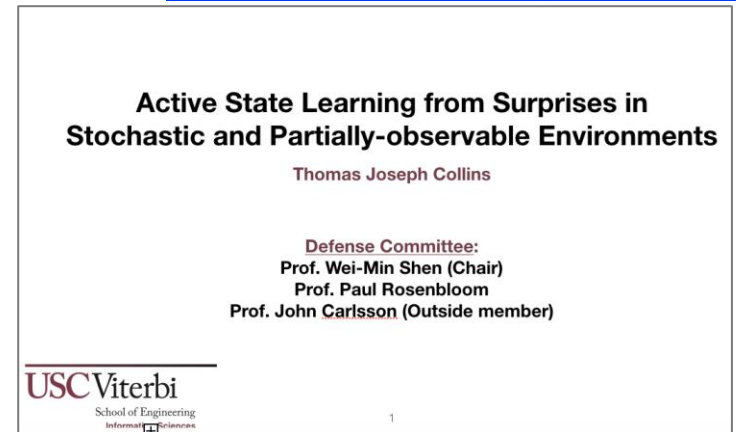 Active State Learning from Surprises in
Stochastic and Partially-observable Environments
Thomas Joseph Collins
Defense Committee:
Prof. Wei-Min Shen (Chair)
Prof. Paul Rosenbloom
Prof. John Carlsson (Outside member)
USC Viterbi
School of Engineering
Sciences
1